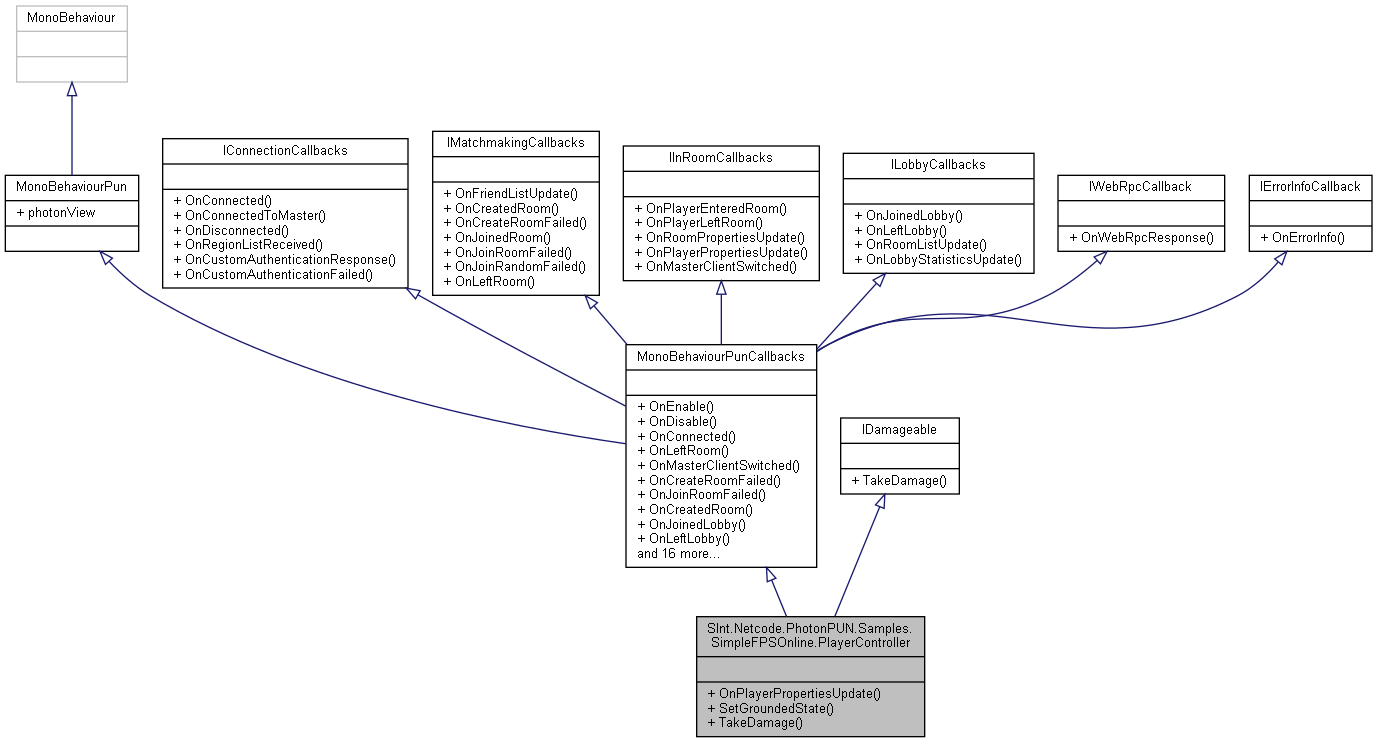 MonoBehaviour
MonoBehaviourPun
+ photonView
IConnectionCallbacks
+ OnConnected()
+ OnConnectedToMaster()
+ OnDisconnected()
+ OnRegionListReceived()
+ OnCustomAuthenticationResponse()
+ OnCustomAuthenticationFailed()
IMatchmakingCallbacks
+ OnFriendListUpdate()
+ OnCreatedRoom()
+ OnCreateRoomFailed()
+ OnJoinedRoom()
+ OnJoinRoomFailed()
+ OnJoinRandomFailed()
+ OnLeftRoom()
IInRoomCallbacks
+ OnPlayerEnteredRoom()
+ OnPlayerLeftRoom()
+ OnRoomPropertiesUpdate()
+ OnPlayerPropertiesUpdate()
+ OnMasterClientSwitched()
ILobbyCallbacks
+ OnJoinedLobby()
+ OnLeftLobby()
+ OnRoomListUpdate()
+ OnLobbyStatisticsUpdate()
IWebRpcCallback
+ OnWebRpcResponse()
IErrorInfoCallback
+ OnErrorInfo()
MonoBehaviourPunCallbacks
+ OnEnable()
+ OnDisable()
+ OnConnected()
+ OnLeftRoom()
+ OnMasterClientSwitched()
+ OnCreateRoomFailed()
+ OnJoinRoomFailed()
+ OnCreatedRoom()
+ OnJoinedLobby()
+ OnLeftLobby()
and 16 more...
IDamageable
+ TakeDamage()
SInt.Netcode.PhotonPUN.Samples.
SimpleFPSOnline.PlayerController
+ OnPlayerPropertiesUpdate()
+ SetGroundedState()
+ TakeDamage()